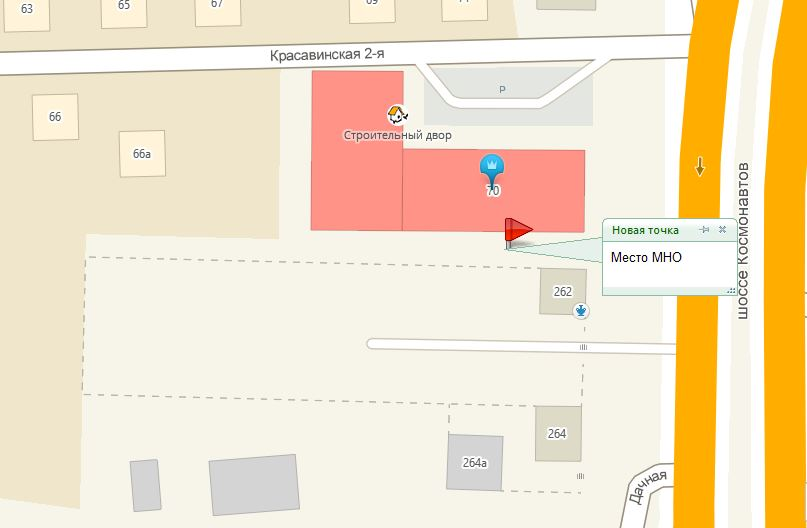 63
65
67
69
Красавинская 2-я
P
66
66а
Строительный двор
70
Новая точка
Место МНО
шоссе Космонавтов
262
264
264а
Дачная